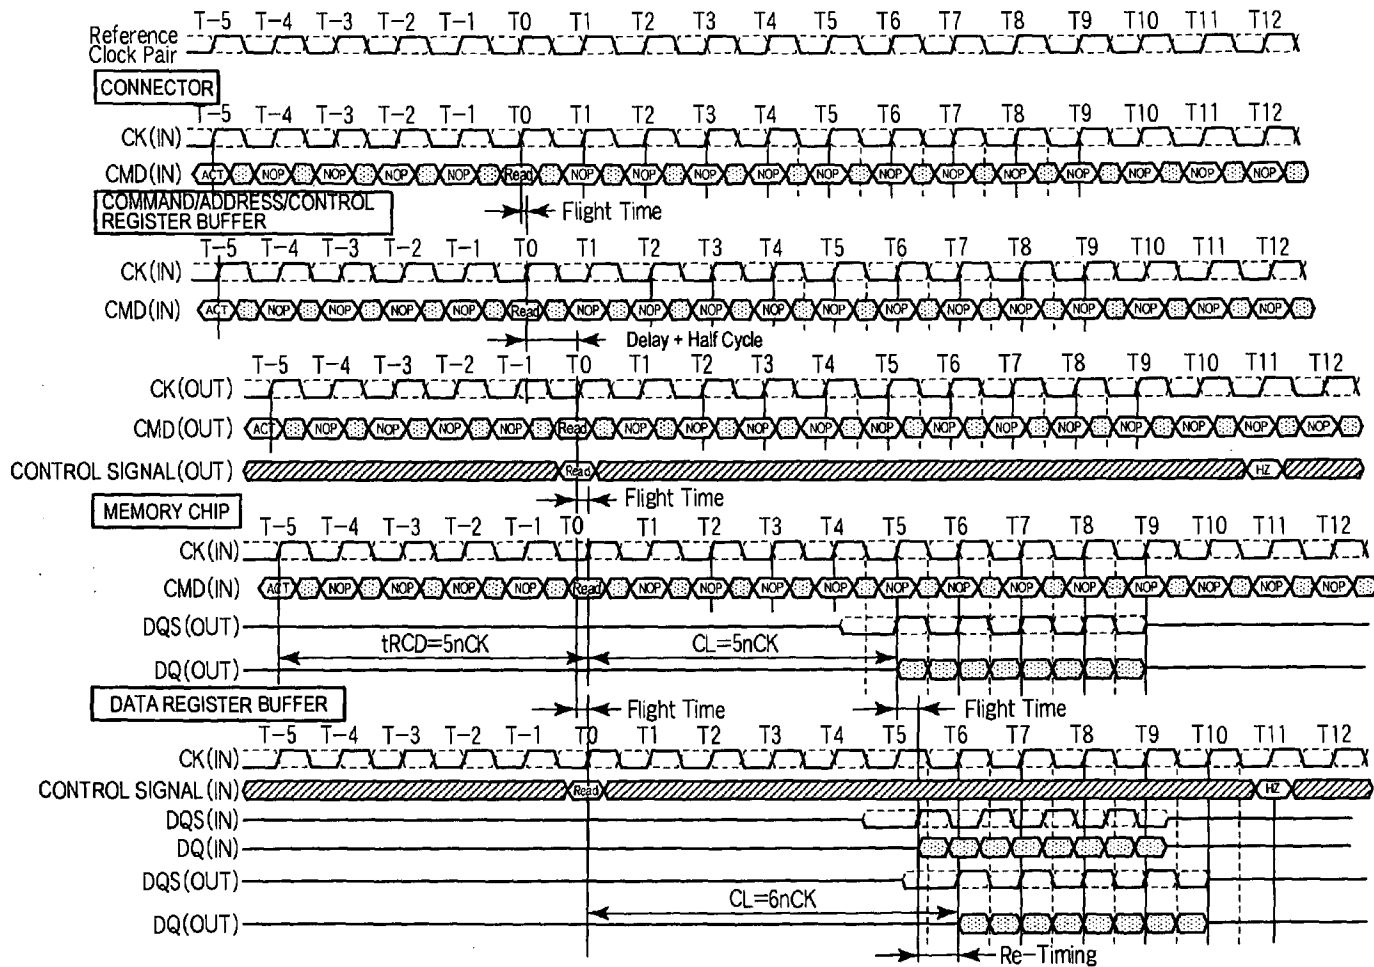 T-5 T-4 T-3 T-2 T-1 T0 T1 T2 T3 T4 T5 T6 T7 T8 T9 T10 T11 T12
Reference
Clock Pair
CONNECTOR
T-5 T-4 T-3 T-2 T-1 T0 T1 T2 T3 T4 T5 T6 T7 T8 T9 T10 T11 T12
CK(IN)
CMD(IN) ACT NOP NOP NOP NOP Read NOP NOP NOP NOP NOP NOP NOP NOP NOP NOP NOP NOP
COMMAND/ADDRESS/CONTROL
REGISTER BUFFER
Flight Time
T-5 T-4 T-3 T-2 T-1 T0 T1 T2 T3 T4 T5 T6 T7 T8 T9 T10 T11 T12
CK(IN)
CMD(IN) ACT NOP NOP NOP NOP Read NOP NOP NOP NOP NOP NOP NOP NOP NOP NOP NOP NOP
Delay + Half Cycle
T-5 T-4 T-3 T-2 T-1 T0 T1 T2 T3 T4 T5 T6 T7 T8 T9 T10 T11 T12
CK(OUT)
CMD(OUT) ACT NOP NOP NOP NOP Read NOP NOP NOP NOP NOP NOP NOP NOP NOP NOP NOP NOP
CONTROL SIGNAL(OUT) Read HZ
Flight Time
MEMORY CHIP
T-5 T-4 T-3 T-2 T-1 T0 T1 T2 T3 T4 T5 T6 T7 T8 T9 T10 T11 T12
CK(IN)
CMD(IN) ACT NOP NOP NOP NOP Read NOP NOP NOP NOP NOP NOP NOP NOP NOP NOP NOP NOP
DQS(OUT)
tRCD=5nCK CL=5nCK
DQ(OUT)
DATA REGISTER BUFFER
Flight Time Flight Time
T-5 T-4 T-3 T-2 T-1 T0 T1 T2 T3 T4 T5 T6 T7 T8 T9 T10 T11 T12
CK(IN)
CONTROL SIGNAL(IN) Read HZ
DQS(IN)
DQ(IN)
DQS(OUT)
CL=6nCK
DQ(OUT)
Re-Timing